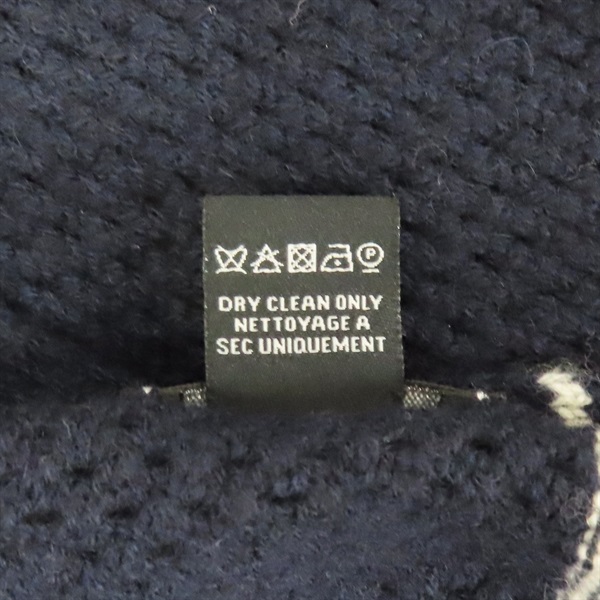 P
DRY CLEAN ONLY
NETTOYAGE A
SEC UNIQUEMENT